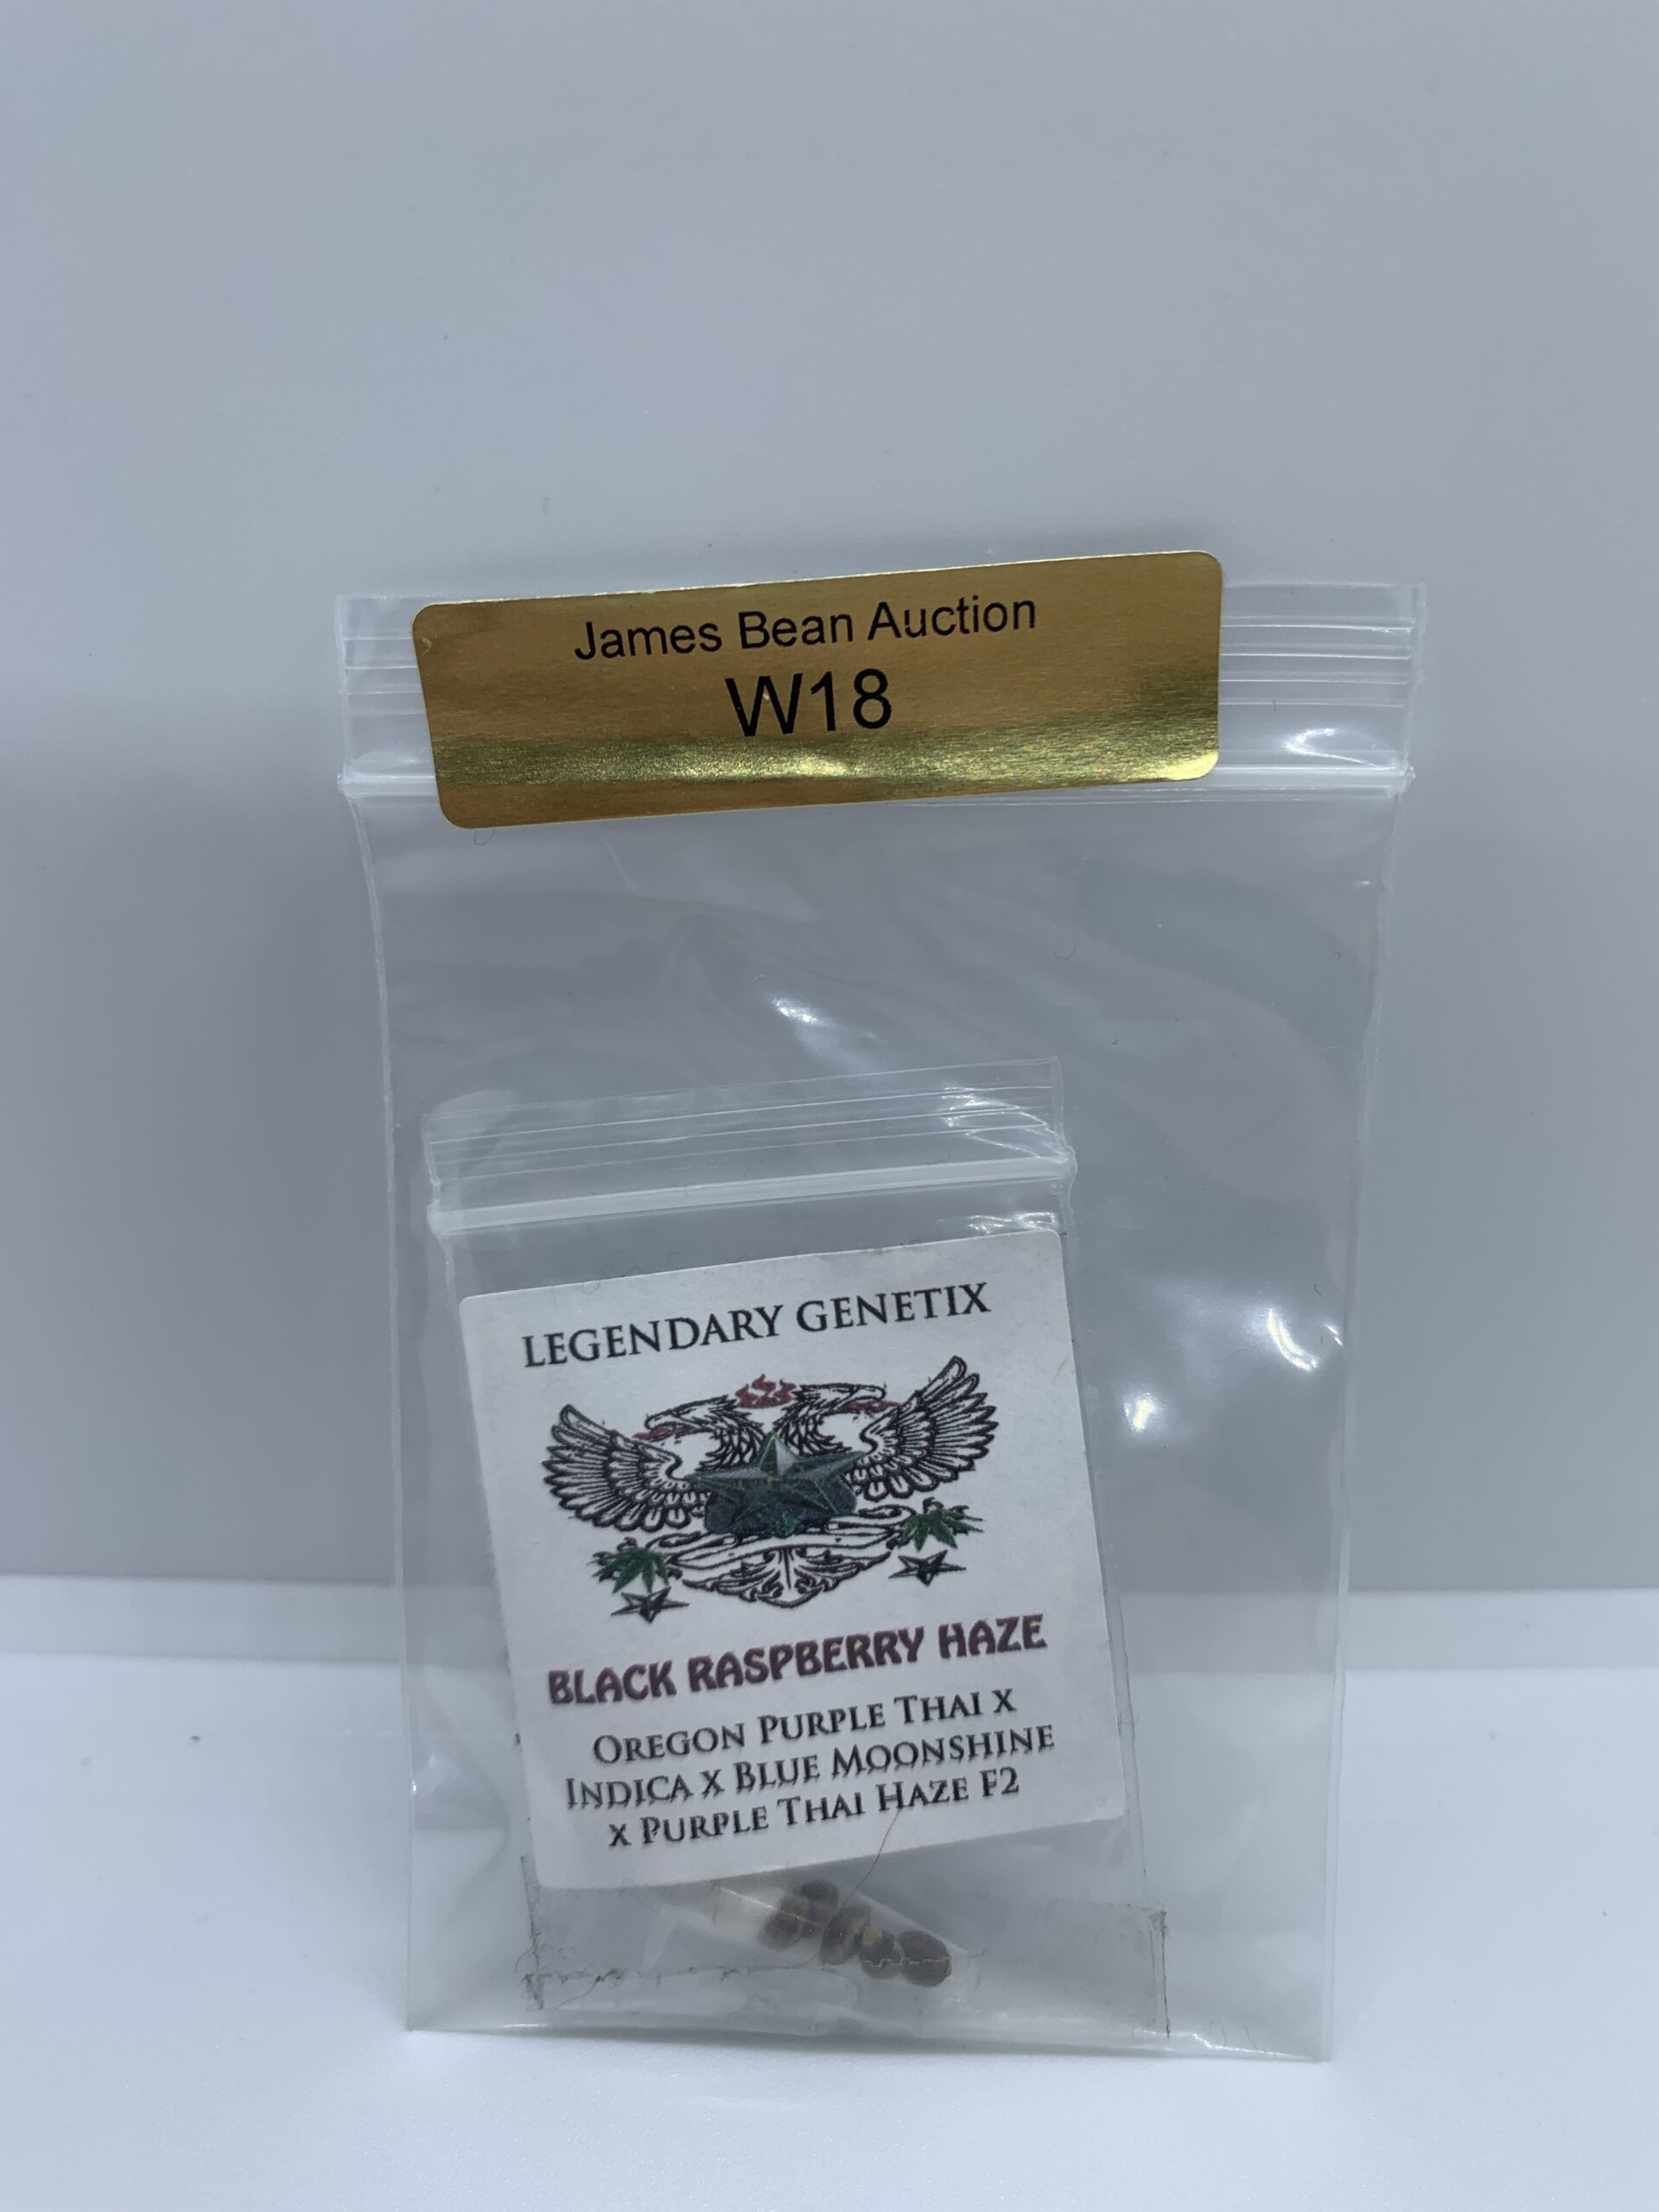 James Bean Auction
W18
LEGENDARY GENETIX
BLACK RASPBERRY HAZE
OREGON PURPLE THAI X
INDICA X BLUE MOONSHINE
X PURPLE THAI HAZE F2